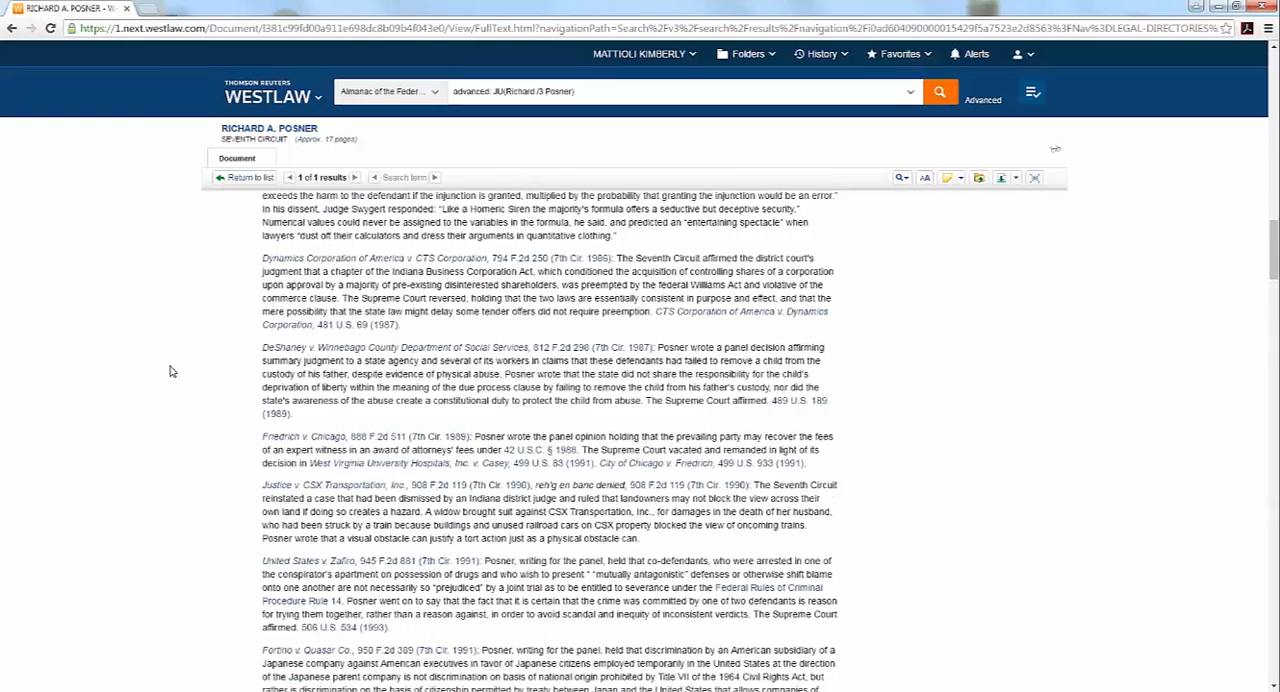 RICHARD A. POSNER - W
https://1.next.westlaw.com/Document/I381c99fd00a911e698dc8b09b4f043e0/View/FullText.html?navigationPath=Search%2Fv3%2Fsearch%2Fresults%2Fnavigation%2Fi0ad604090000015429f5a7523e2d8563%3FNav%3DLEGAL-DIRECTORIES%
MATTIOLI KIMBERLY Folders History Favorites Alerts
THOMSON REUTERS
WESTLAW Almanac of the Feder... advanced: JU(Richard /3 Posner) Advanced
RICHARD A. POSNER
SEVENTH CIRCUIT (Approx. 17 pages)
Document
Return to list 1 of 1 results Search term AA
exceeds the harm to the defendant if the injunction is granted, multiplied by the probability that granting the injunction would be an error.”
In his dissent, Judge Swygert responded: “Like a Homeric Siren the majority's formula offers a seductive but deceptive security.”
Numerical values could never be assigned to the variables in the formula, he said, and predicted an “entertaining spectacle” when
lawyers “dust off their calculators and dress their arguments in quantitative clothing.”
Dynamics Corporation of America v. CTS Corporation, 794 F.2d 250 (7th Cir. 1986): The Seventh Circuit affirmed the district court's
judgment that a chapter of the Indiana Business Corporation Act, which conditioned the acquisition of controlling shares of a corporation
upon approval by a majority of pre-existing disinterested shareholders, was preempted by the federal Williams Act and violative of the
commerce clause. The Supreme Court reversed, holding that the two laws are essentially consistent in purpose and effect, and that the
mere possibility that the state law might delay some tender offers did not require preemption. CTS Corporation of America v. Dynamics
Corporation, 481 U.S. 69 (1987).
DeShaney v. Winnebago County Department of Social Services, 812 F.2d 298 (7th Cir. 1987): Posner wrote a panel decision affirming
summary judgment to a state agency and several of its workers in claims that these defendants had failed to remove a child from the
custody of his father, despite evidence of physical abuse. Posner wrote that the state did not share the responsibility for the child's
deprivation of liberty within the meaning of the due process clause by failing to remove the child from his father's custody, nor did the
state's awareness of the abuse create a constitutional duty to protect the child from abuse. The Supreme Court affirmed. 489 U.S. 189
(1989).
Friedrich v. Chicago, 888 F.2d 511 (7th Cir. 1989): Posner wrote the panel opinion holding that the prevailing party may recover the fees
of an expert witness in an award of attorneys' fees under 42 U.S.C. § 1988. The Supreme Court vacated and remanded in light of its
decision in West Virginia University Hospitals, Inc. v. Casey, 499 U.S. 83 (1991). City of Chicago v. Friedrich, 499 U.S. 933 (1991).
Justice v. CSX Transportation, Inc., 908 F.2d 119 (7th Cir. 1990), reh'g en banc denied, 908 F.2d 119 (7th Cir. 1990): The Seventh Circuit
reinstated a case that had been dismissed by an Indiana district judge and ruled that landowners may not block the view across their
own land if doing so creates a hazard. A widow brought suit against CSX Transportation, Inc., for damages in the death of her husband,
who had been struck by a train because buildings and unused railroad cars on CSX property blocked the view of oncoming trains.
Posner wrote that a visual obstacle can justify a tort action just as a physical obstacle can.
United States v. Zafiro, 945 F.2d 881 (7th Cir. 1991): Posner, writing for the panel, held that co-defendants, who were arrested in one of
the conspirator's apartment on possession of drugs and who wish to present “ “mutually antagonistic” defenses or otherwise shift blame
onto one another are not necessarily so “prejudiced” by a joint trial as to be entitled to severance under the Federal Rules of Criminal
Procedure Rule 14. Posner went on to say that the fact that it is certain that the crime was committed by one of two defendants is reason
for trying them together, rather than a reason against, in order to avoid scandal and inequity of inconsistent verdicts. The Supreme Court
affirmed. 506 U.S. 534 (1993).
Fortino v. Quasar Co., 950 F.2d 389 (7th Cir. 1991): Posner, writing for the panel, held that discrimination by an American subsidiary of a
Japanese company against American executives in favor of Japanese citizens employed temporarily in the United States at the direction
of the Japanese parent company is not discrimination on basis of national origin prohibited by Title VII of the 1964 Civil Rights Act, but
rather is discrimination on the basis of citizenship permitted by treaty between Japan and the United States that allows companies of